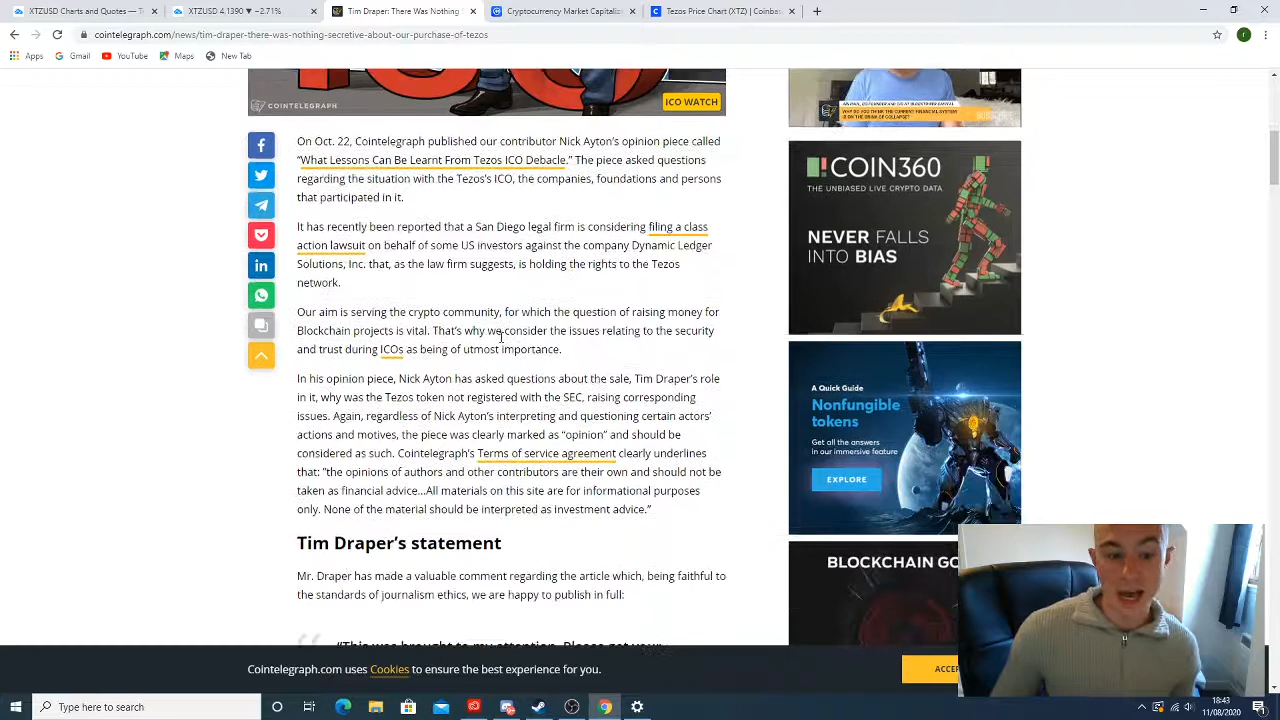 XTZUSD Charts and Quotes — Tr
XTZUSD 4.1390 ▼ −2.71%
Tim Draper: There Was Nothing
Cryptocurrency Market Capitalis
Tezos Price Chart (XTZ) | Coinba
cointelegraph.com/news/tim-draper-there-was-nothing-secretive-about-our-purchase-of-tezos
Apps Gmail YouTube Maps New Tab
COINTELEGRAPH
ICO WATCH
On Oct. 22, Cointelegraph published our contributor Nick Ayton's opinion piece called
“What Lessons Can Be Learnt From Tezos ICO Debacle.” The piece asked questions
regarding the situation with the Tezos's ICO, the companies, foundations and persons
that participated in it.
It has recently been reported that a San Diego legal firm is considering filing a class
action lawsuit on behalf of some US investors against the company Dynamic Ledger
Solutions, Inc. that, as the law firm suggests, is holding the rights to the Tezos
network.
Our aim is serving the crypto community, for which the question of raising money for
Blockchain projects is vital. That's why we consider the issues relating to the security
and trust during ICOs as being of utmost importance.
In his opinion piece, Nick Ayton has asked questions about the sale, Tim Draper's role
in it, why was the Tezos token not registered with the SEC, raising corresponding
issues. Again, regardless of Nick Ayton's interpreting and questioning certain actors'
actions and motives, the piece was clearly marked as “opinion” and should be
considered as such. Cointelegraph's Terms of service agreement clearly underlines
that: “the opinions of authors and other contributors are their own and should not be
taken as financial advice…All materials on this site are for informational purposes
only. None of the material should be interpreted as investment advice.”
Tim Draper's statement
Mr. Draper has made a valuable comment regarding the article which, being faithful to
the standards of journalism ethics, we are happy to publish in full:
“This was brought to my attention. Please get your
WHY DO YOU THINK THE CURRENT FINANCIAL SYSTEM
IS ON THE BRINK OF COLLAPSE?
COIN360
THE UNBIASED LIVE CRYPTO DATA
NEVER FALLS
INTO BIAS
A Quick Guide
Nonfungible
tokens
Get all the answers
in our immersive feature
EXPLORE
BLOCKCHAIN GO
Cointelegraph.com uses Cookies to ensure the best experience for you.
ACCEP
Type here to search
18:43
11/08/2020